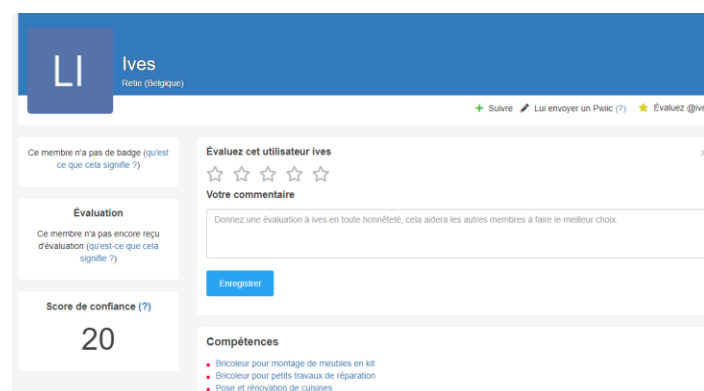 LI
Ives
Retie (Belgique)
+ Suivre Lui envoyer un Pwiic (?) Évaluez @ive
Ce membre n'a pas de badge (qu'est
ce que cela signifie ?)
Évaluation
Ce membre n'a pas encore reçu
d'évaluation (qu'est-ce que cela
signifie ?)
Score de confiance (?)
20
Évaluez cet utilisateur ives
Votre commentaire
Donnez une évaluation à ives en toute honnêteté, cela aidera les autres membres à faire le meilleur choix.
Enregistrer
Compétences
Bricoleur pour montage de meubles en kit
Bricoleur pour petits travaux de réparation
Pose et rénovation de cuisines